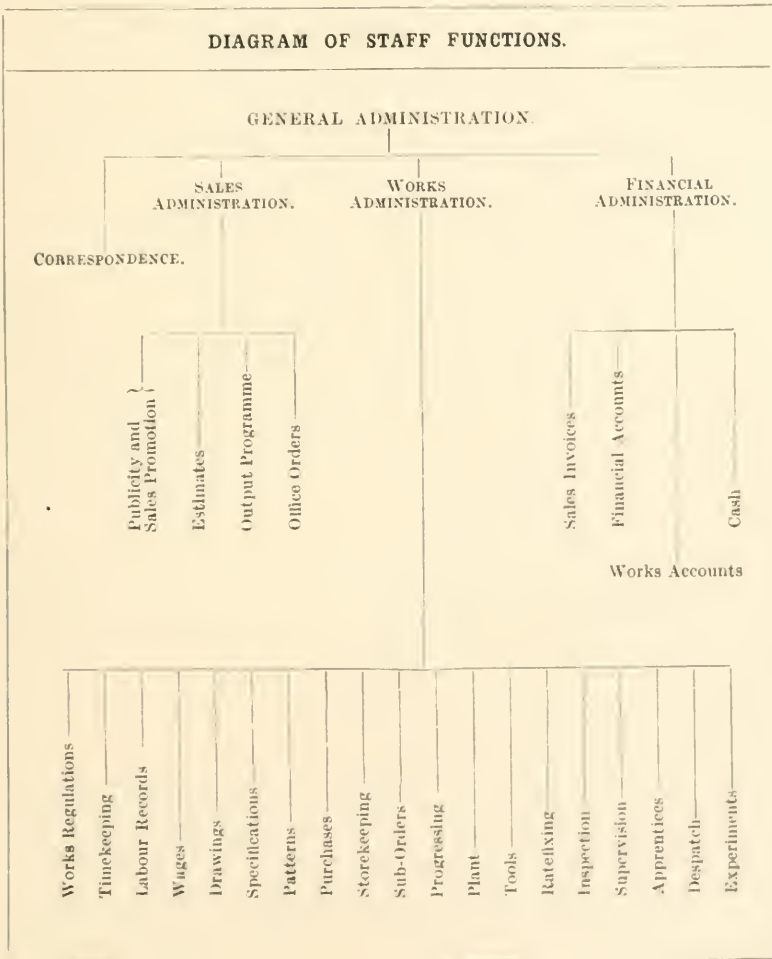 DIAGRAM OF STAFF FUNCTIONS.
GENERAL ADMINISTRATION.
SALES
ADMINISTRATION.
WORKS
ADMINISTRATION.
FINANCIAL
ADMINISTRATION.
CORRESPONDENCE.
Publicity and
Sales Promotion }
Estimates
Output Programme
Office Orders
Sales Invoices
Financial Accounts
Cash
Works Accounts
Works Regulations
Timekeeping
Labour Records
Wages
Drawings
Specifications
Patterns
Purchases
Storekeeping
Sub-Orders
Progressing
Plant
Tools
Ratefixing
Inspection
Supervision
Apprentices
Despatch
Experiments